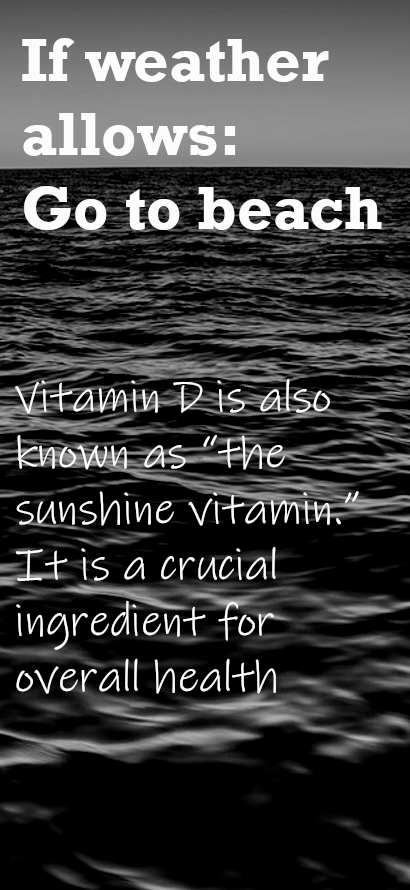 If weather
allows:
Go to beach
Vitamin D is also
known as “the
sunshine vitamin.”
It is a crucial
ingredient for
overall health